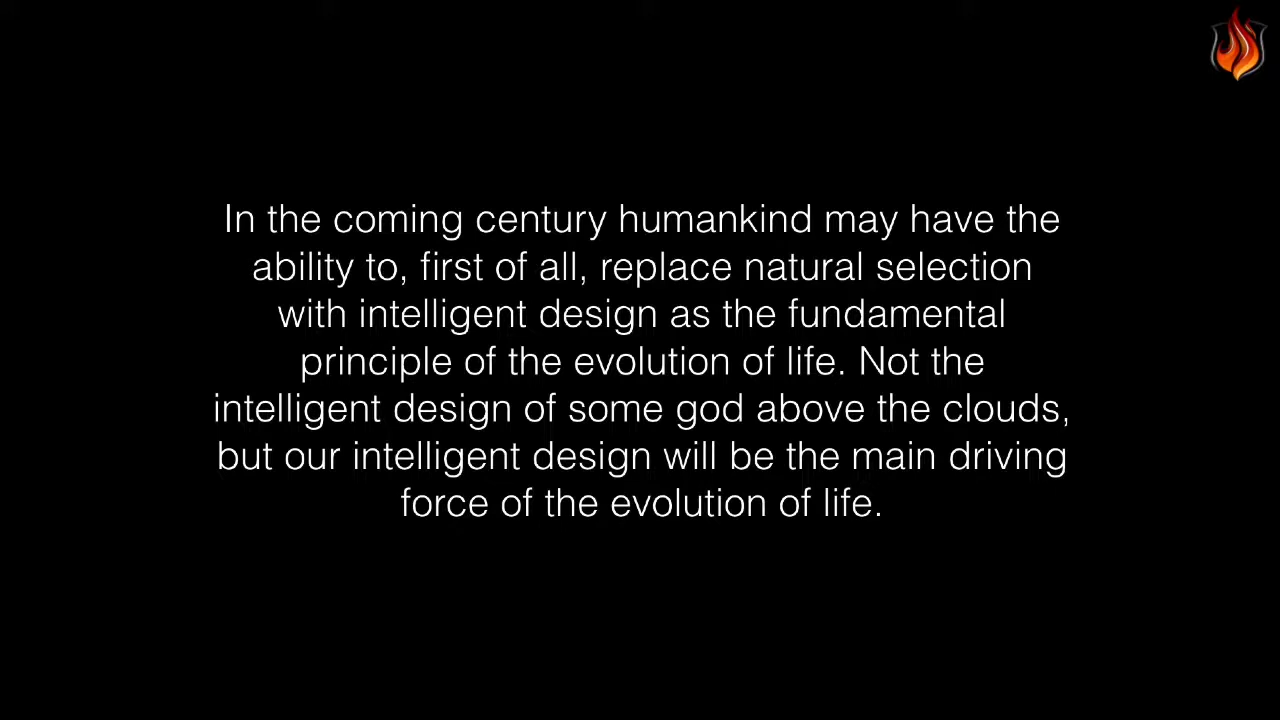 In the coming century humankind may have the
ability to, first of all, replace natural selection
with intelligent design as the fundamental
principle of the evolution of life. Not the
intelligent design of some god above the clouds,
but our intelligent design will be the main driving
force of the evolution of life.